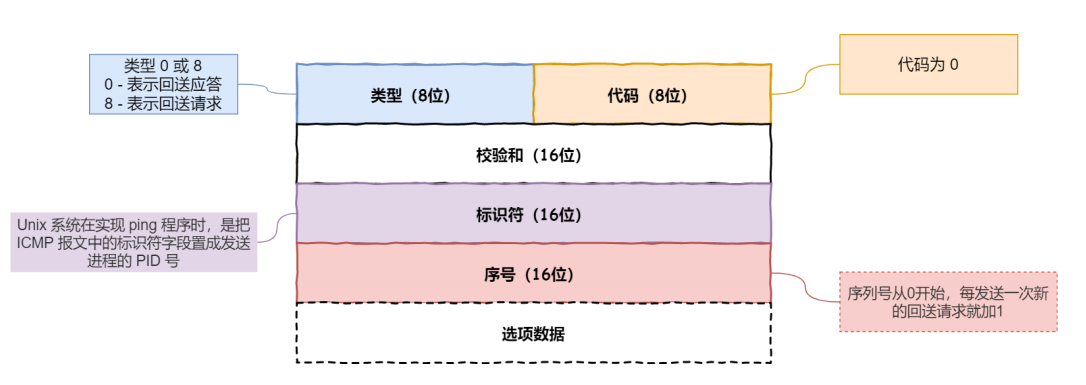 类型 0 或 8
0 - 表示回送应答
8 - 表示回送请求
类型（8位）
代码（8位）
代码为 0
校验和（16位）
标识符（16位）
Unix 系统在实现 ping 程序时，是把
ICMP 报文中的标识符字段置成发送
进程的 PID 号
序号（16位）
序列号从0开始，每发送一次新
的回送请求就加1
选项数据